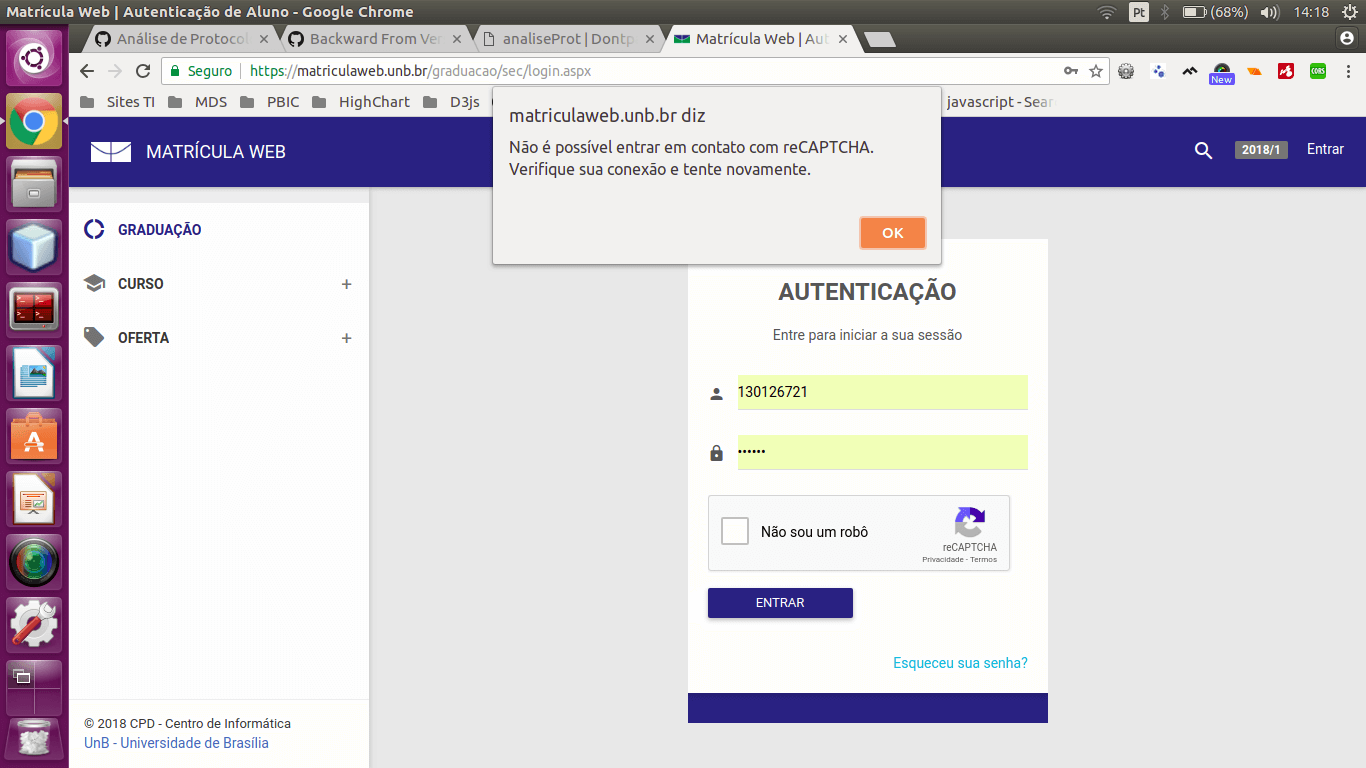 Matrícula Web | Autenticação de Aluno - Google Chrome
Pt
(68%)
14:18
Análise de Protocol
Backward From Ver
analiseProt | Dontp
Matrícula Web | Aut
Seguro
https://matriculaweb.unb.br/graduacao/sec/login.aspx
New
CORS
Sites TI
MDS
PBIC
HighChart
D3js
javascript - Sear
matriculaweb.unb.br diz
Não é possível entrar em contato com reCAPTCHA.
Verifique sua conexão e tente novamente.
OK
MATRÍCULA WEB
2018/1
Entrar
GRADUAÇÃO
CURSO +
OFERTA +
AUTENTICAÇÃO
Entre para iniciar a sua sessão
130126721
••••••
Não sou um robô
reCAPTCHA
Privacidade - Termos
ENTRAR
Esqueceu sua senha?
© 2018 CPD - Centro de Informática
UnB - Universidade de Brasília